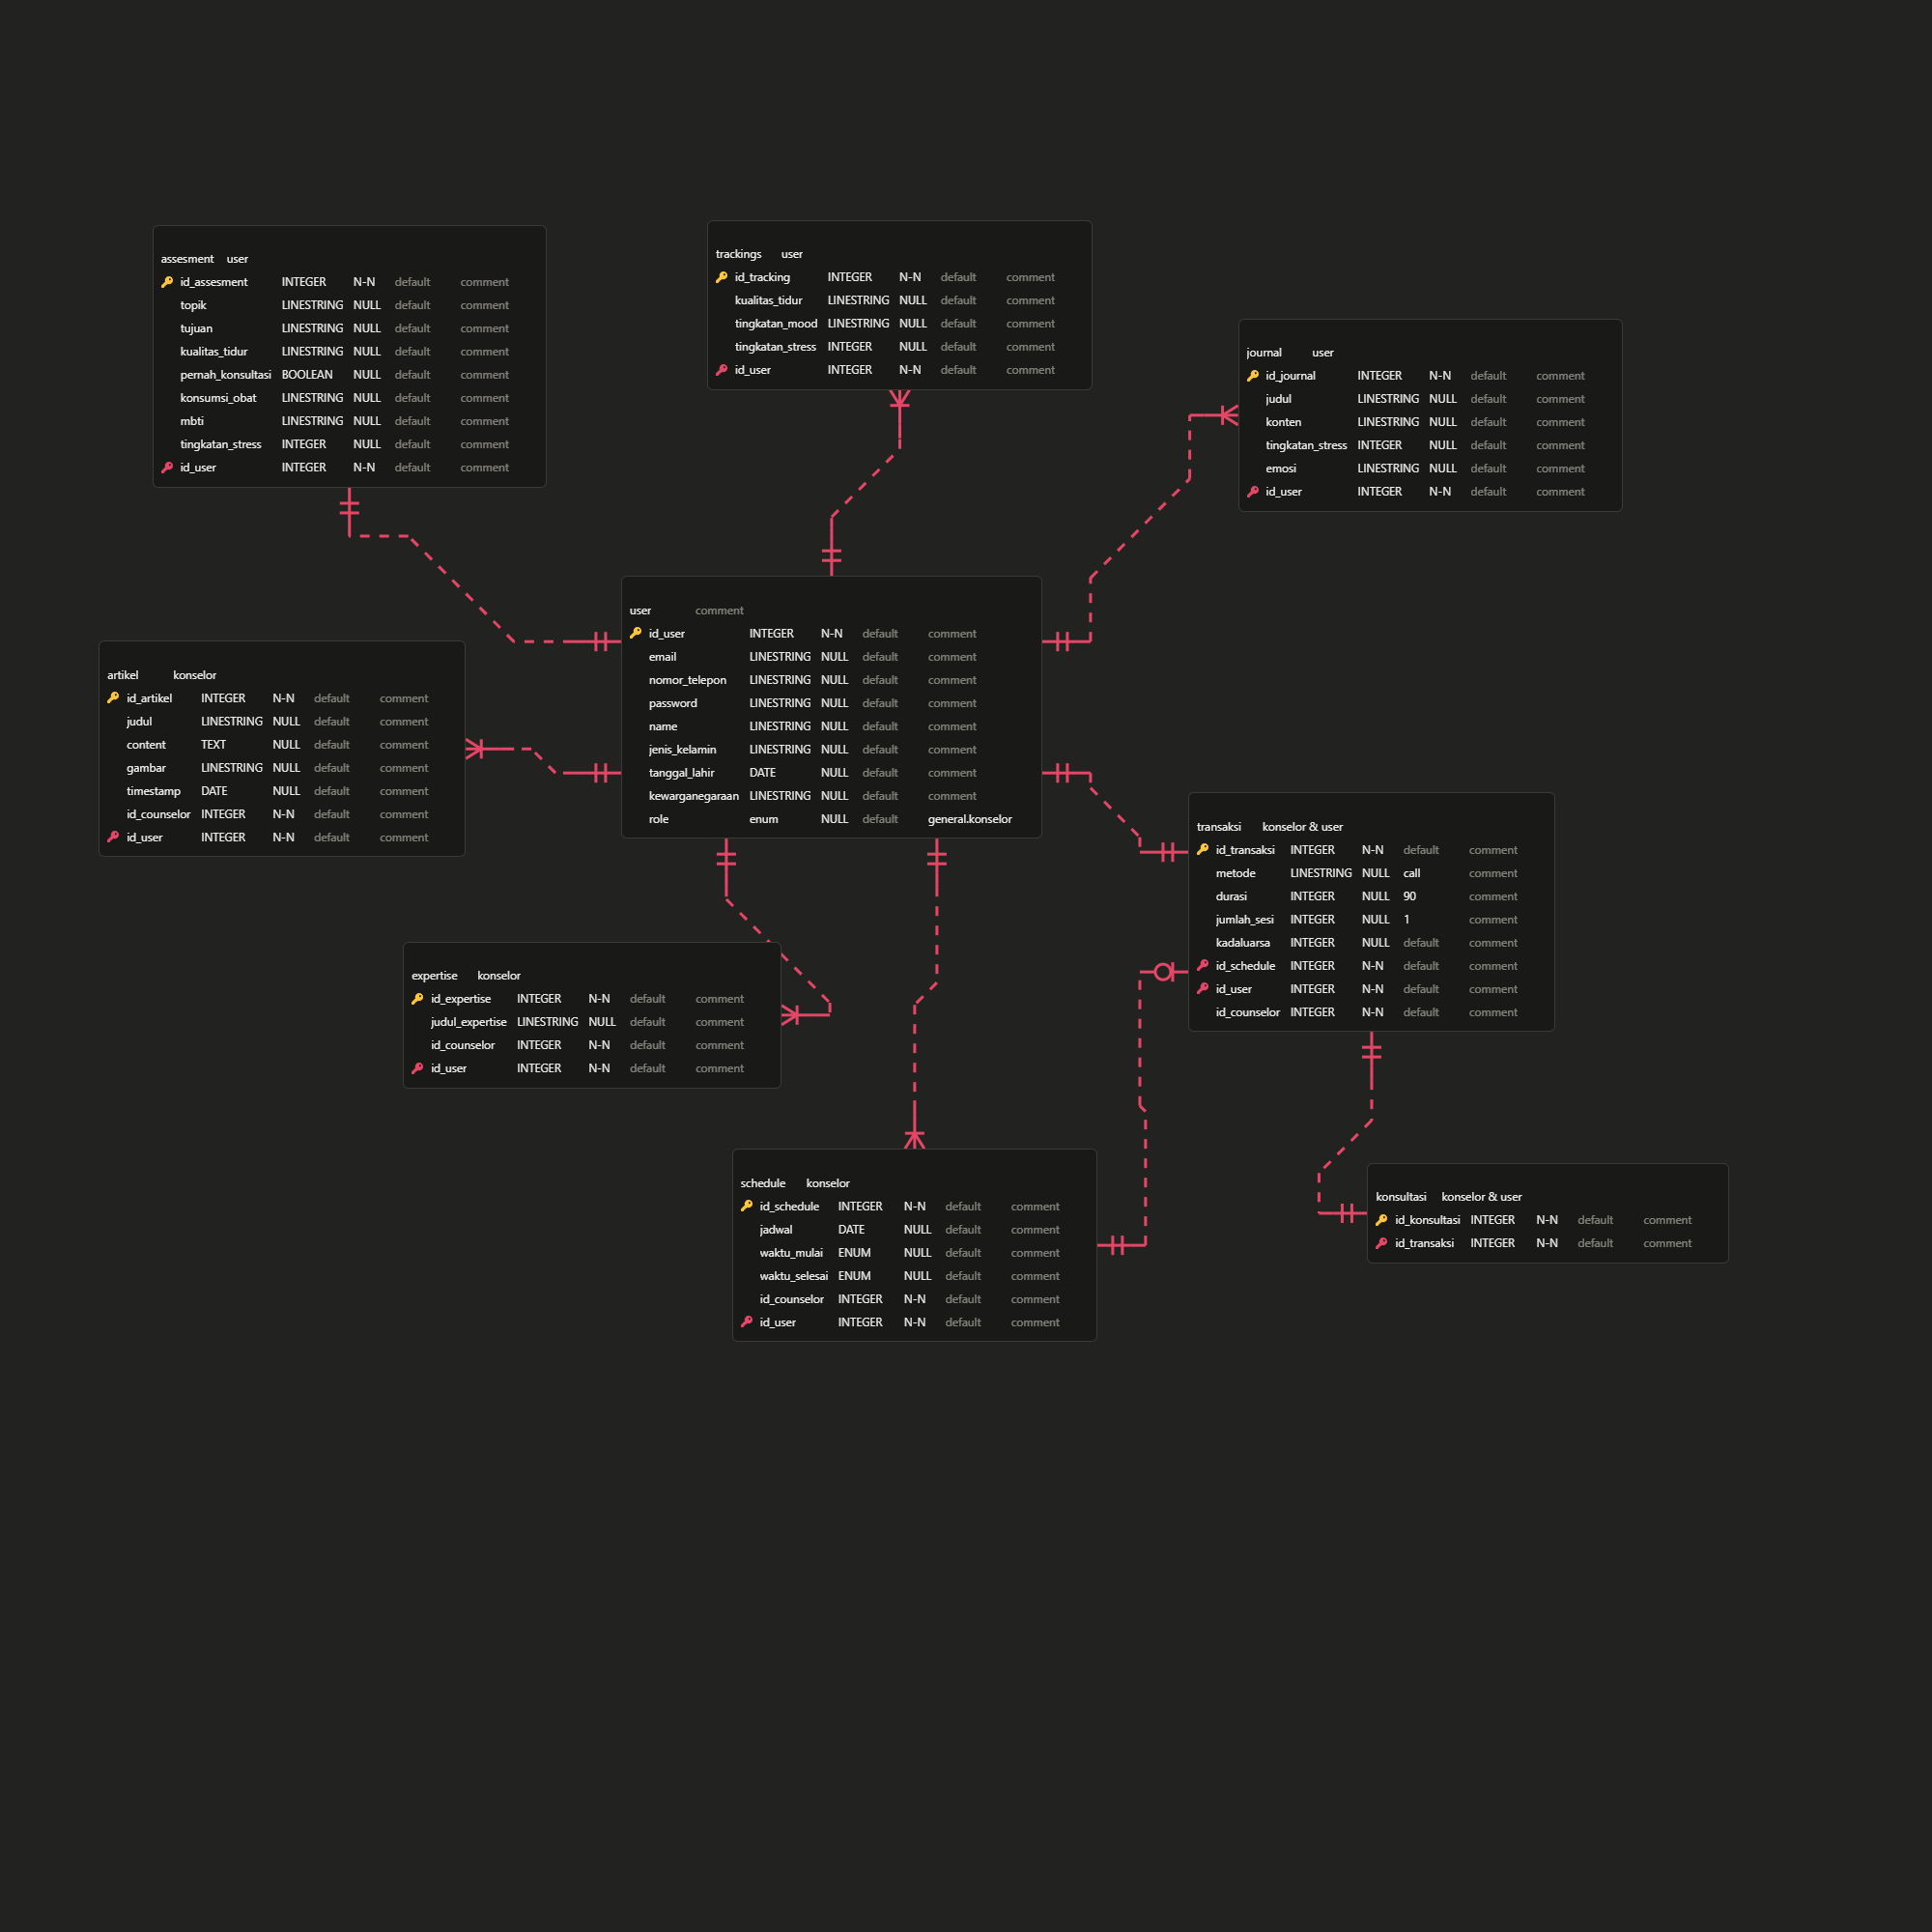 assesment user
id_assesment INTEGER N-N default comment
topik LINESTRING NULL default comment
tujuan LINESTRING NULL default comment
kualitas_tidur LINESTRING NULL default comment
pernah_konsultasi BOOLEAN NULL default comment
konsumsi_obat LINESTRING NULL default comment
mbti LINESTRING NULL default comment
tingkatan_stress INTEGER NULL default comment
id_user INTEGER N-N default comment
trackings user
id_tracking INTEGER N-N default comment
kualitas_tidur LINESTRING NULL default comment
tingkatan_mood LINESTRING NULL default comment
tingkatan_stress INTEGER NULL default comment
id_user INTEGER N-N default comment
journal user
id_journal INTEGER N-N default comment
judul LINESTRING NULL default comment
konten LINESTRING NULL default comment
tingkatan_stress INTEGER NULL default comment
emosi LINESTRING NULL default comment
id_user INTEGER N-N default comment
user comment
id_user INTEGER N-N default comment
email LINESTRING NULL default comment
nomor_telepon LINESTRING NULL default comment
password LINESTRING NULL default comment
name LINESTRING NULL default comment
jenis_kelamin LINESTRING NULL default comment
tanggal_lahir DATE NULL default comment
kewarganegaraan LINESTRING NULL default comment
role enum NULL default general.konselor
artikel konselor
id_artikel INTEGER N-N default comment
judul LINESTRING NULL default comment
content TEXT NULL default comment
gambar LINESTRING NULL default comment
timestamp DATE NULL default comment
id_counselor INTEGER N-N default comment
id_user INTEGER N-N default comment
transaksi konselor & user
id_transaksi INTEGER N-N default comment
metode LINESTRING NULL call comment
durasi INTEGER NULL 90 comment
jumlah_sesi INTEGER NULL 1 comment
kadaluarsa INTEGER NULL default comment
id_schedule INTEGER N-N default comment
id_user INTEGER N-N default comment
id_counselor INTEGER N-N default comment
expertise konselor
id_expertise INTEGER N-N default comment
judul_expertise LINESTRING NULL default comment
id_counselor INTEGER N-N default comment
id_user INTEGER N-N default comment
schedule konselor
id_schedule INTEGER N-N default comment
jadwal DATE NULL default comment
waktu_mulai ENUM NULL default comment
waktu_selesai ENUM NULL default comment
id_counselor INTEGER N-N default comment
id_user INTEGER N-N default comment
konsultasi konselor & user
id_konsultasi INTEGER N-N default comment
id_transaksi INTEGER N-N default comment